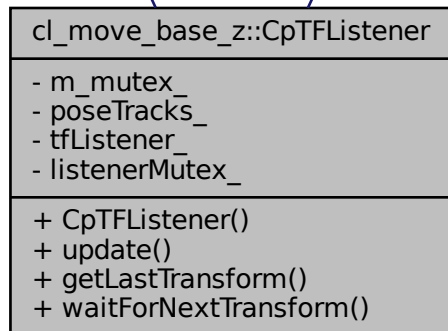 cl_move_base_z::CpTFListener
- m_mutex_
- poseTracks_
- tfListener_
- listenerMutex_
+ CpTFListener()
+ update()
+ getLastTransform()
+ waitForNextTransform()